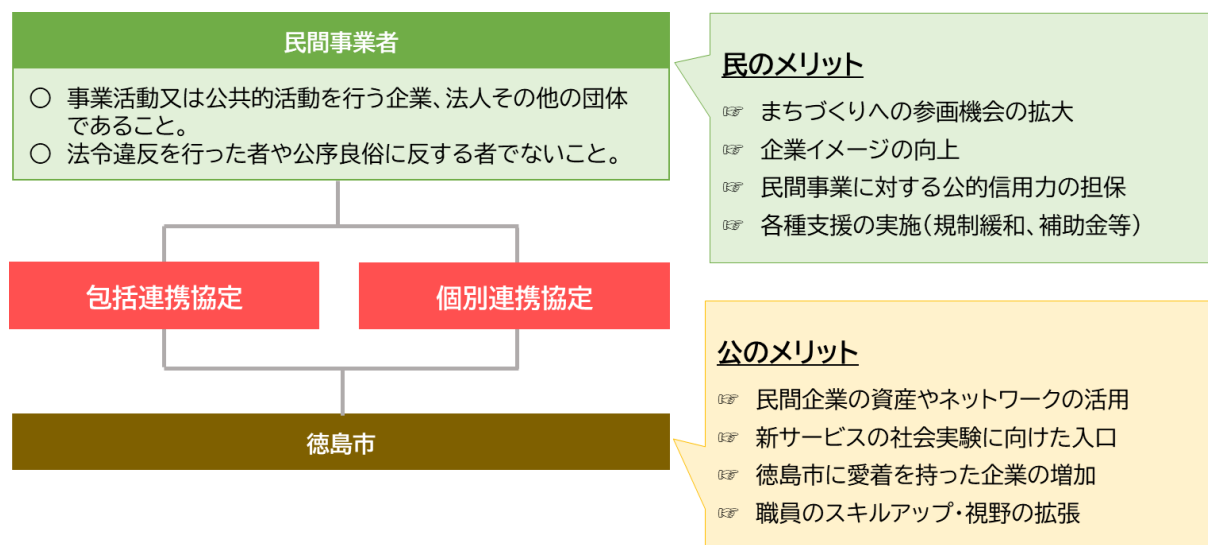 民間事業者
○ 事業活動又は公共的活動を行う企業、法人その他の団体
であること。
○ 法令違反を行った者や公序良俗に反する者でないこと。
包括連携協定
個別連携協定
徳島市
民のメリット
☞ まちづくりへの参画機会の拡大
☞ 企業イメージの向上
☞ 民間事業に対する公的信用力の担保
☞ 各種支援の実施(規制緩和、補助金等)
公のメリット
☞ 民間企業の資産やネットワークの活用
☞ 新サービスの社会実験に向けた入口
☞ 徳島市に愛着を持った企業の増加
☞ 職員のスキルアップ・視野の拡張